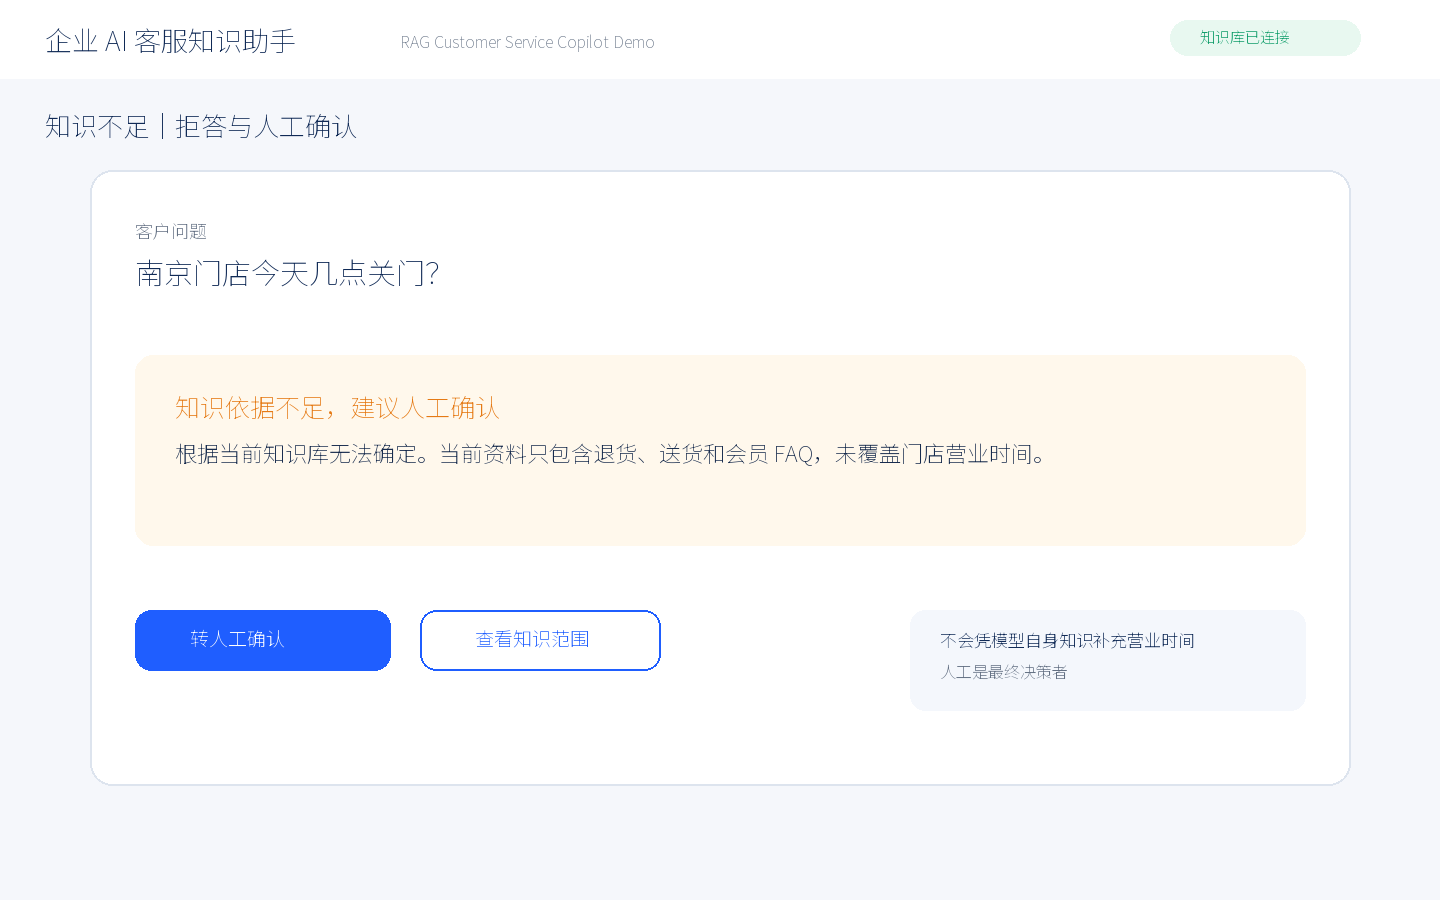 企业 AI 客服知识助手
RAG Customer Service Copilot Demo
知识库已连接
知识不足｜拒答与人工确认
客户问题
南京门店今天几点关门？
知识依据不足，建议人工确认
根据当前知识库无法确定。当前资料只包含退货、送货和会员 FAQ，未覆盖门店营业时间。
转人工确认
查看知识范围
不会凭模型自身知识补充营业时间
人工是最终决策者